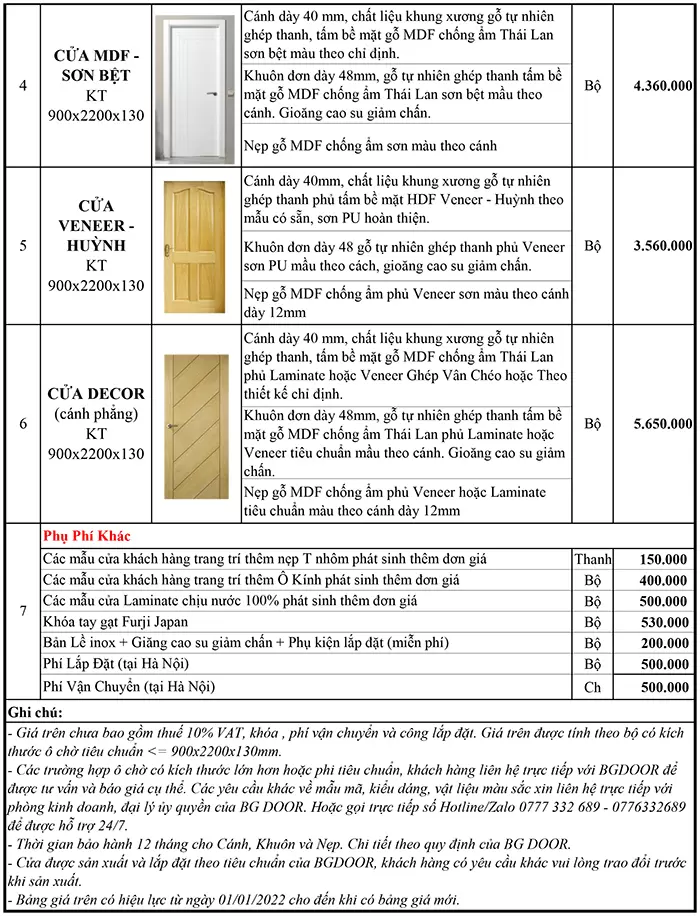 4
CỬA MDF -
SƠN BỆT
KT
900x2200x130
Cánh dày 40 mm, chất liệu khung xương gỗ tự nhiên
ghép thanh, tấm bề mặt gỗ MDF chống ẩm Thái Lan
sơn bệt màu theo chỉ định.
Khuôn đơn dày 48mm, gỗ tự nhiên ghép thanh tấm bề
mặt gỗ MDF chống ẩm Thái Lan sơn bệt mầu theo
cánh. Gioăng cao su giảm chấn.
Nẹp gỗ MDF chống ẩm sơn màu theo cánh
Bộ
4.360.000
5
CỬA
VENEER -
HUỲNH
KT
900x2200x130
Cánh dày 40mm, chất liệu khung xương gỗ tự nhiên
ghép thanh phủ tấm bề mặt HDF Veneer - Huỳnh theo
mẫu có sẵn, sơn PU hoàn thiện.
Khuôn đơn dày 48 gỗ tự nhiên ghép thanh phủ Veneer
sơn PU mầu theo cách, gioăng cao su giảm chấn.
Nẹp gỗ MDF chống ẩm phủ Veneer sơn màu theo cánh
dày 12mm
Bộ
3.560.000
6
CỬA DECOR
(cánh phẳng)
KT
900x2200x130
Cánh dày 40 mm, chất liệu khung xương gỗ tự nhiên
ghép thanh, tấm bề mặt gỗ MDF chống ẩm Thái Lan
phủ Laminate hoặc Veneer Ghép Vân Chéo hoặc Theo
thiết kế chỉ định.
Khuôn đơn dày 48mm, gỗ tự nhiên ghép thanh tấm bề
mặt gỗ MDF chống ẩm Thái Lan phủ Laminate hoặc
Veneer tiêu chuẩn mầu theo cánh. Gioăng cao su giảm
chấn.
Nẹp gỗ MDF chống ẩm phủ Veneer hoặc Laminate
tiêu chuẩn màu theo cánh dày 12mm
Bộ
5.650.000
7
Phụ Phí Khác
Các mẫu cửa khách hàng trang trí thêm nẹp T nhôm phát sinh thêm đơn giá Thanh 150.000
Các mẫu cửa khách hàng trang trí thêm Ô Kính phát sinh thêm đơn giá Bộ 400.000
Các mẫu cửa Laminate chịu nước 100% phát sinh thêm đơn giá Bộ 500.000
Khóa tay gạt Furji Japan Bộ 530.000
Bản Lề inox + Giăng cao su giảm chấn + Phụ kiện lắp đặt (miễn phí) Bộ 200.000
Phí Lắp Đặt (tại Hà Nội) Bộ 500.000
Phí Vận Chuyển (tại Hà Nội) Ch 500.000
Ghi chú:
- Giá trên chưa bao gồm thuế 10% VAT, khóa , phí vận chuyển và công lắp đặt. Giá trên được tính theo bộ có kích
thước ô chờ tiêu chuẩn <= 900x2200x130mm.
- Các trường hợp ô chờ có kích thước lớn hơn hoặc phi tiêu chuẩn, khách hàng liên hệ trực tiếp với BGDOOR để
được tư vấn và báo giá cụ thể. Các yêu cầu khác về mẫu mã, kiểu dáng, vật liệu màu sắc xin liên hệ trực tiếp với
phòng kinh doanh, đại lý ủy quyền của BG DOOR. Hoặc gọi trực tiếp số Hotline/Zalo 0777 332 689 - 0776332689
để được hỗ trợ 24/7.
- Thời gian bảo hành 12 tháng cho Cánh, Khuôn và Nẹp. Chi tiết theo quy định của BG DOOR.
- Cửa được sản xuất và lắp đặt theo tiêu chuẩn của BGDOOR, khách hàng có yêu cầu khác vui lòng trao đổi trước
khi sản xuất.
- Bảng giá trên có hiệu lực từ ngày 01/01/2022 cho đến khi có bảng giá mới.